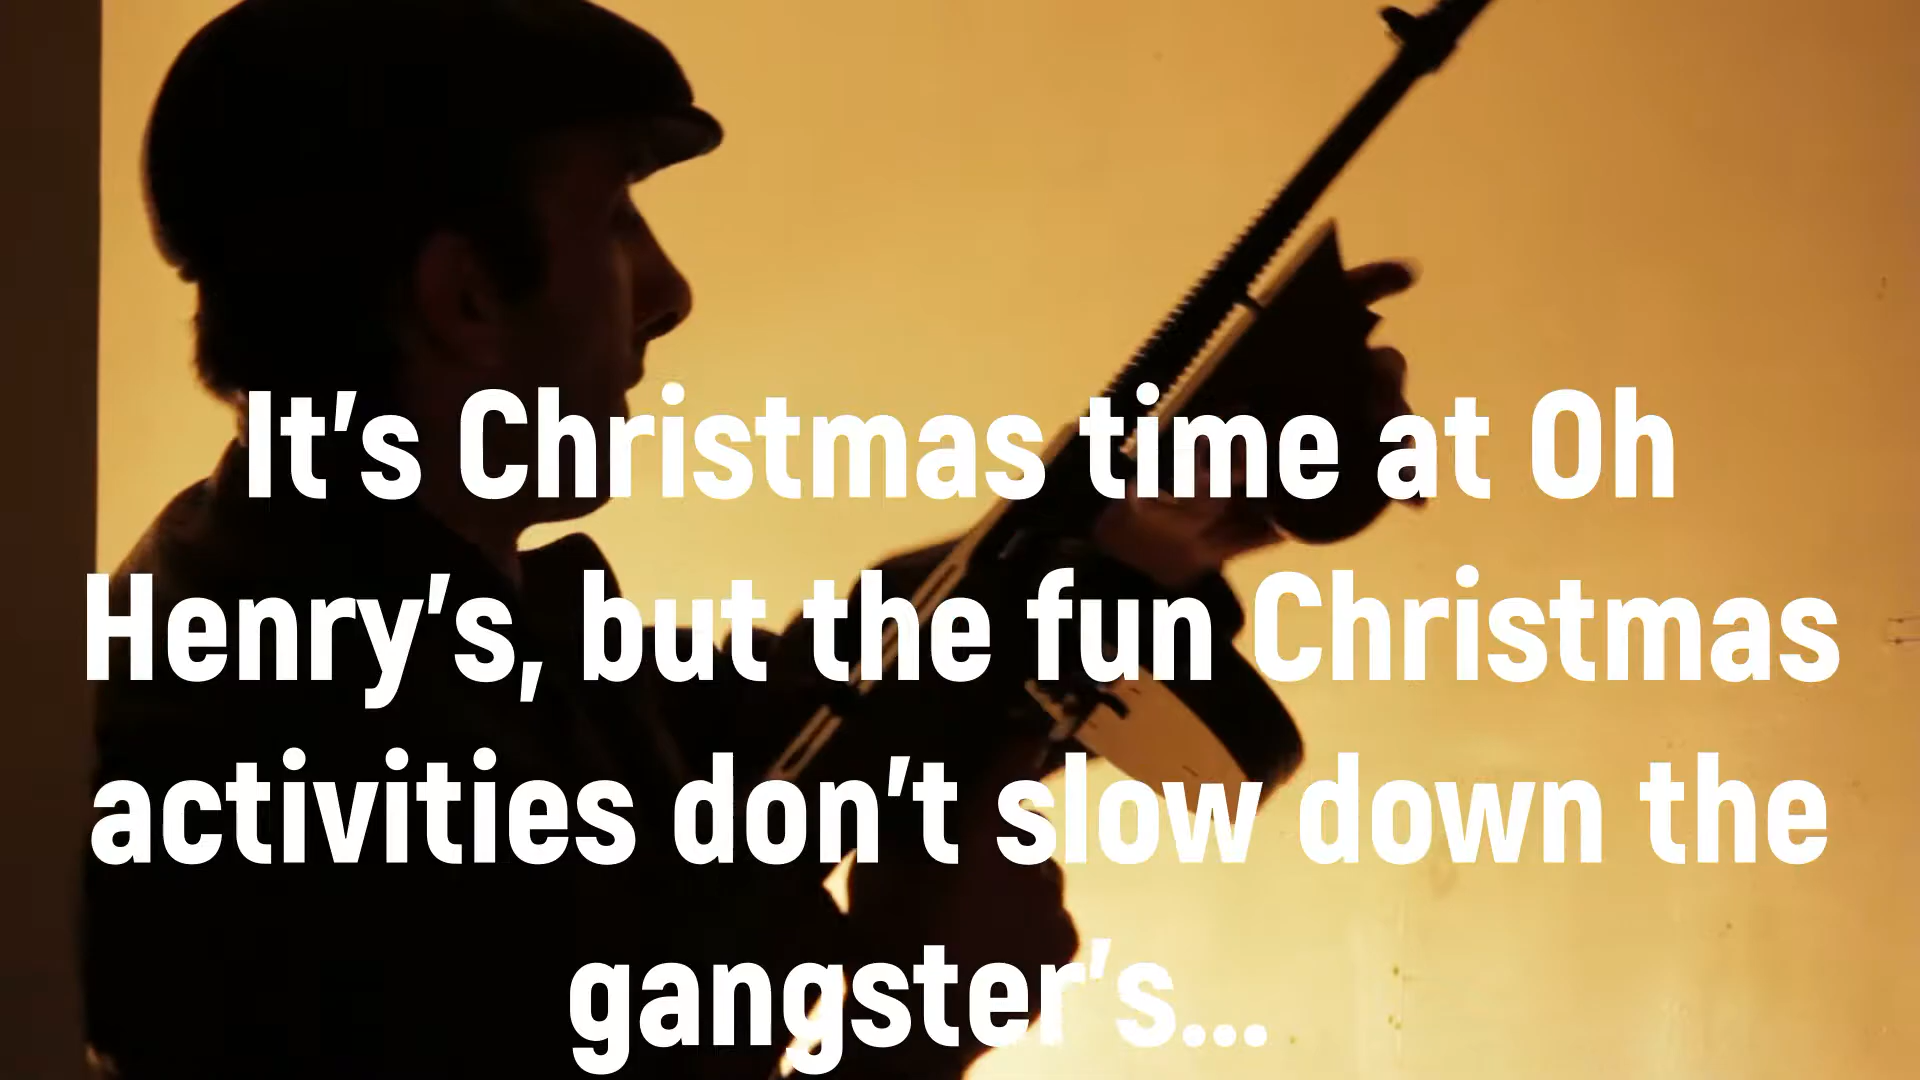 It’s Christmas time at Oh
Henry’s, but the fun Christmas
activities don’t slow down the
gangster’s...